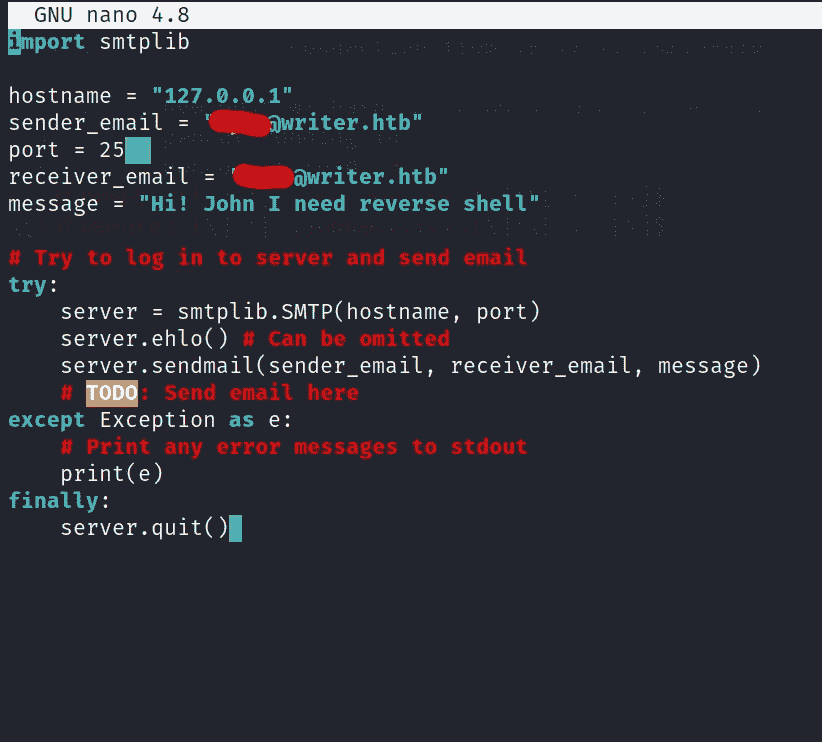 GNU nano 4.8
import smtplib
hostname = "127.0.0.1"
sender_email = "@writer.htb"
port = 25
receiver_email = "@writer.htb"
message = "Hi! John I need reverse shell"
# Try to log in to server and send email
try:
    server = smtplib.SMTP(hostname, port)
    server.ehlo() # Can be omitted
    server.sendmail(sender_email, receiver_email, message)
    # TODO: Send email here
except Exception as e:
    # Print any error messages to stdout
    print(e)
finally:
    server.quit()